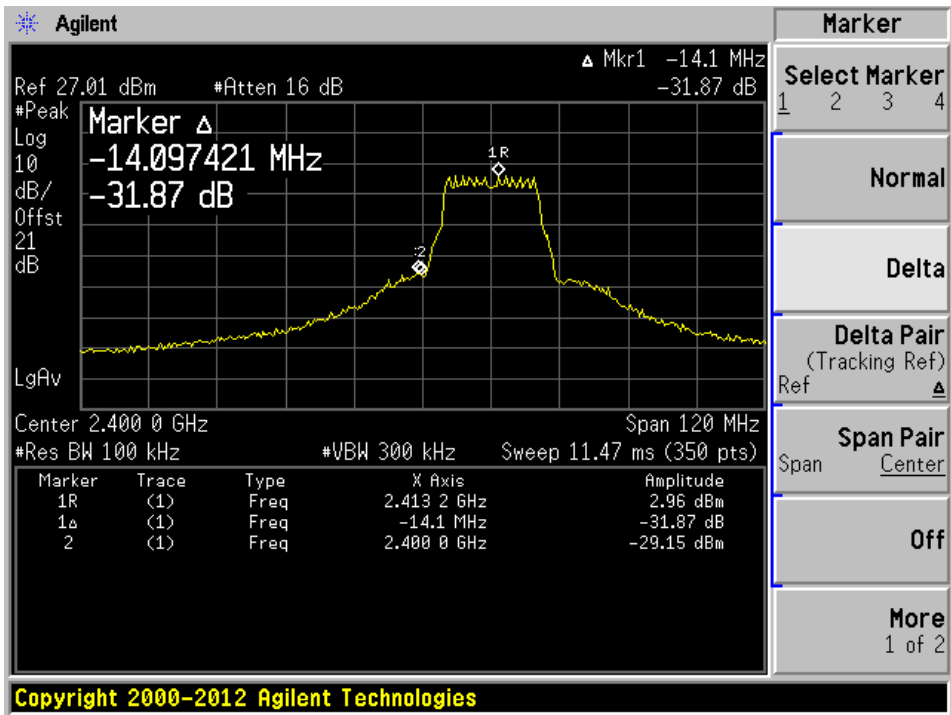 Agilent
Marker
Δ Mkr1 -14.1 MHz
Ref 27.01 dBm #Atten 16 dB -31.87 dB
#Peak
Log
10
dB/
Offst
21
dB
LgAv
Marker Δ
-14.097421 MHz
-31.87 dB
1R
2
Center 2.400 0 GHz Span 120 MHz
#Res BW 100 kHz #VBW 300 kHz Sweep 11.47 ms (350 pts)
Marker Trace Type X Axis Amplitude
1R (1) Freq 2.413 2 GHz 2.96 dBm
1Δ (1) Freq -14.1 MHz -31.87 dB
2 (1) Freq 2.400 0 GHz -29.15 dBm
Select Marker
1 2 3 4
Normal
Delta
Delta Pair
(Tracking Ref)
Ref Δ
Span Pair
Span Center
Off
More
1 of 2
Copyright 2000-2012 Agilent Technologies